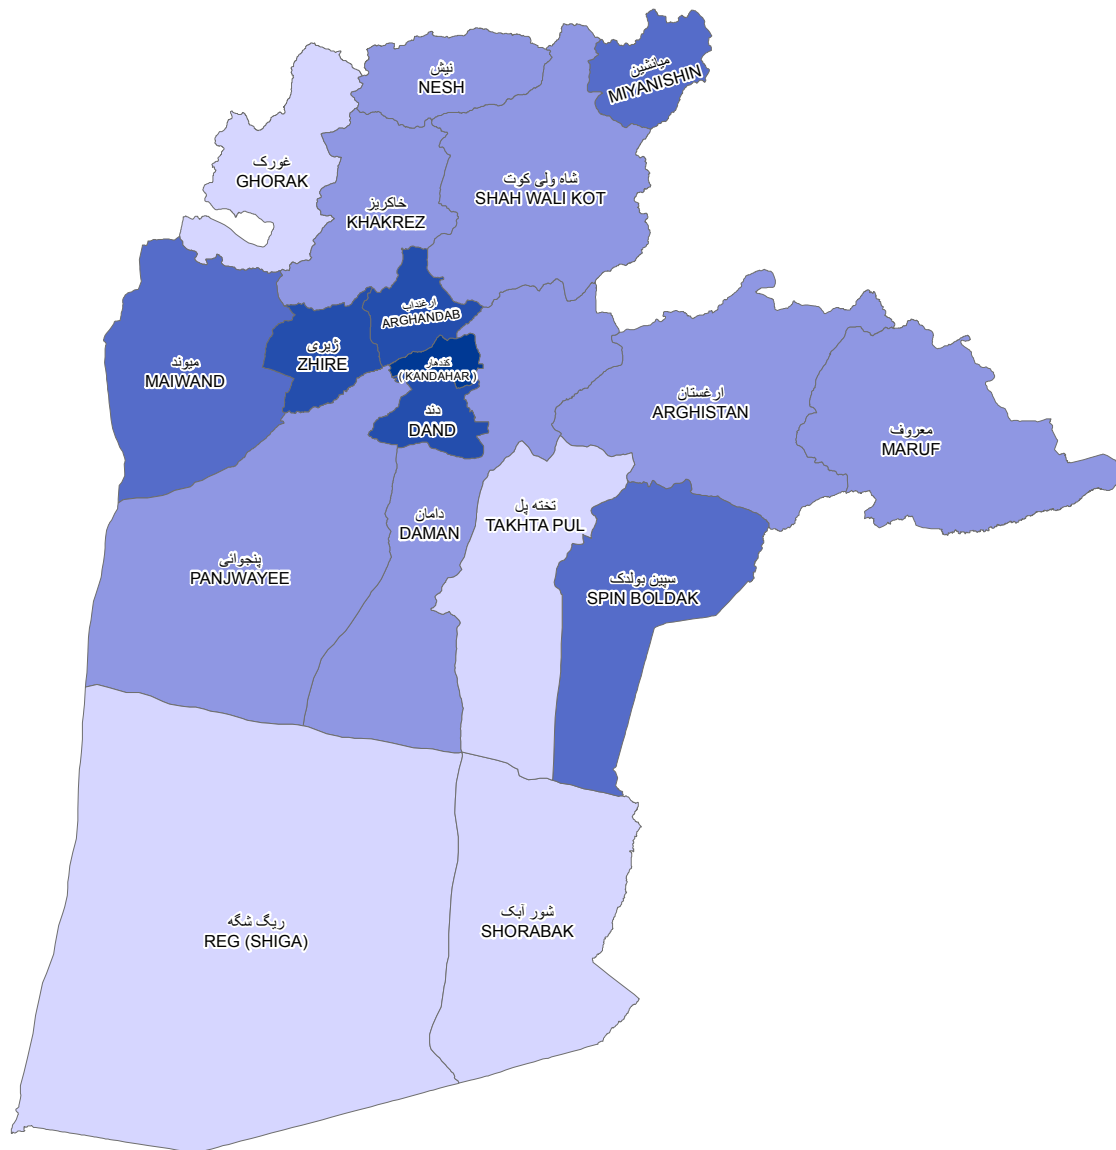 میانشین
MIYANISHIN
نیش
NESH
غورک
GHORAK
شاه ولی کوت
SHAH WALI KOT
خاکریز
KHAKREZ
ارغنداب
ARGHANDAB
ژیری
ZHIRE
میوند
MAIWAND
کندهار
(KANDAHAR)
دند
DAND
ارغستان
ARGHISTAN
معروف
MARUF
تخته پل
TAKHTA PUL
دامان
DAMAN
پنجوائی
PANJWAYEE
سپین بولدک
SPIN BOLDAK
ریگ شگه
REG (SHIGA)
شور آبک
SHORABAK